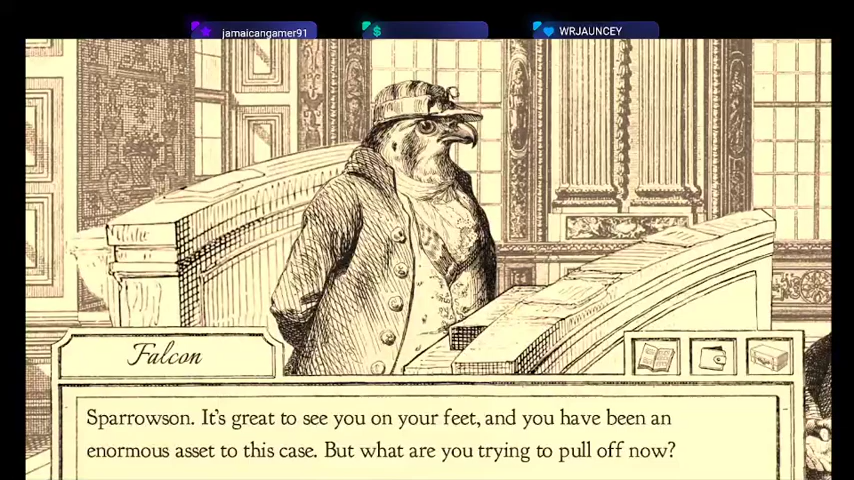 jamaicangamer91
$
WRJAUNCEY
Falcon
Sparrowson. It's great to see you on your feet, and you have been an
enormous asset to this case. But what are you trying to pull off now?